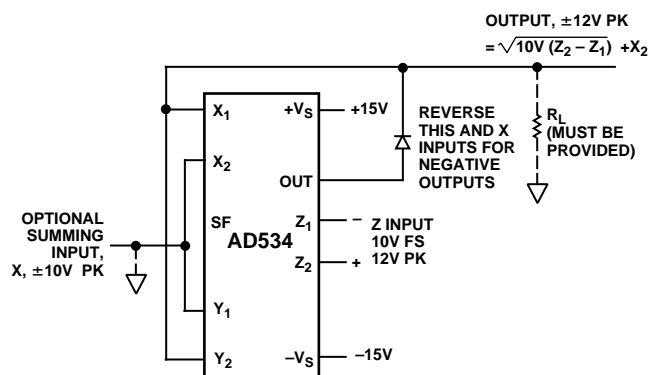 OUTPUT, ±12V PK
= √10V (Z2 – Z1) +X2
X1
+VS
+15V
REVERSE
THIS AND X
INPUTS FOR
NEGATIVE
OUTPUTS
RL
(MUST BE
PROVIDED)
X2
OUT
OPTIONAL
SUMMING
INPUT,
X, ±10V PK
SF
AD534
Z1
–
Z INPUT
10V FS
12V PK
Z2
+
Y1
Y2
–VS
–15V